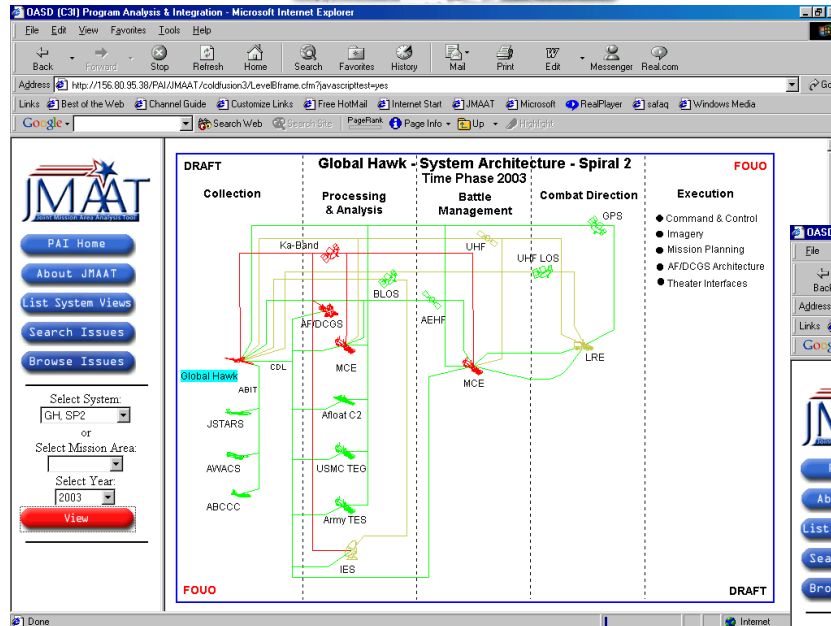 OASD (C3I) Program Analysis & Integration - Microsoft Internet Explorer
File Edit View Favorites Tools Help
Back Forward Stop Refresh Home Search Favorites History Mail Print Edit Messenger Real.com
Address http://156.80.95.38/PAI/JMAAT/coldfusion3/LevelBframe.cfm?javascripttest=yes
Links Best of the Web Channel Guide Customize Links Free HotMail Internet Start JMAAT Microsoft RealPlayer safaq Windows Media
Google Search Web Search Site PageRank Page Info Up Highlight
JMAAT
Joint Mission Area Analysis Tool
PAI Home
About JMAAT
List System Views
Search Issues
Browse Issues
Select System:
GH, SP2
or
Select Mission Area:
Select Year:
2003
View
DRAFT
Global Hawk - System Architecture - Spiral 2
FOUO
Time Phase 2003
Collection
Processing
& Analysis
Battle
Management
Combat Direction
Execution
Command & Control
Imagery
Mission Planning
AF/DCGS Architecture
Theater Interfaces
GPS
Ka-Band
UHF
UHF LOS
BLOS
AEHF
AF/DCGS
LRE
MCE
MCE
Global Hawk
CDL
ABIT
JSTARS
Afloat C2
AWACS
USMC TEG
ABCCC
Army TES
IES
FOUO
DRAFT
Done
Internet
OASD
File
Back
Address
Links